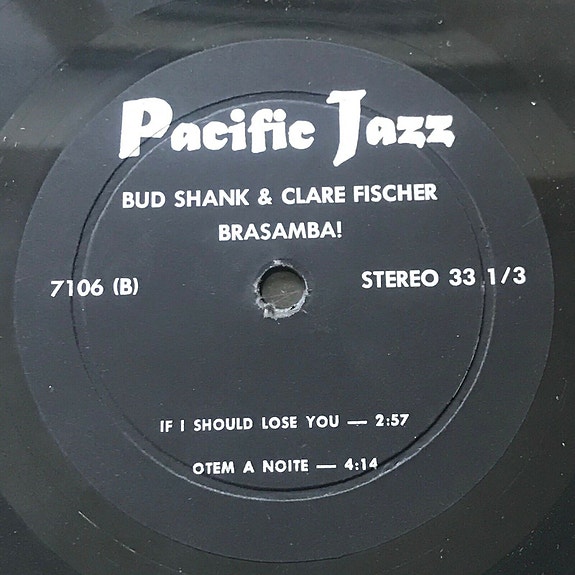 Pacific Jazz
BUD SHANK & CLARE FISCHER
BRASAMBA!
7106 (B) STEREO 33 1/3
IF I SHOULD LOSE YOU — 2:57
OTEM A NOITE — 4:14